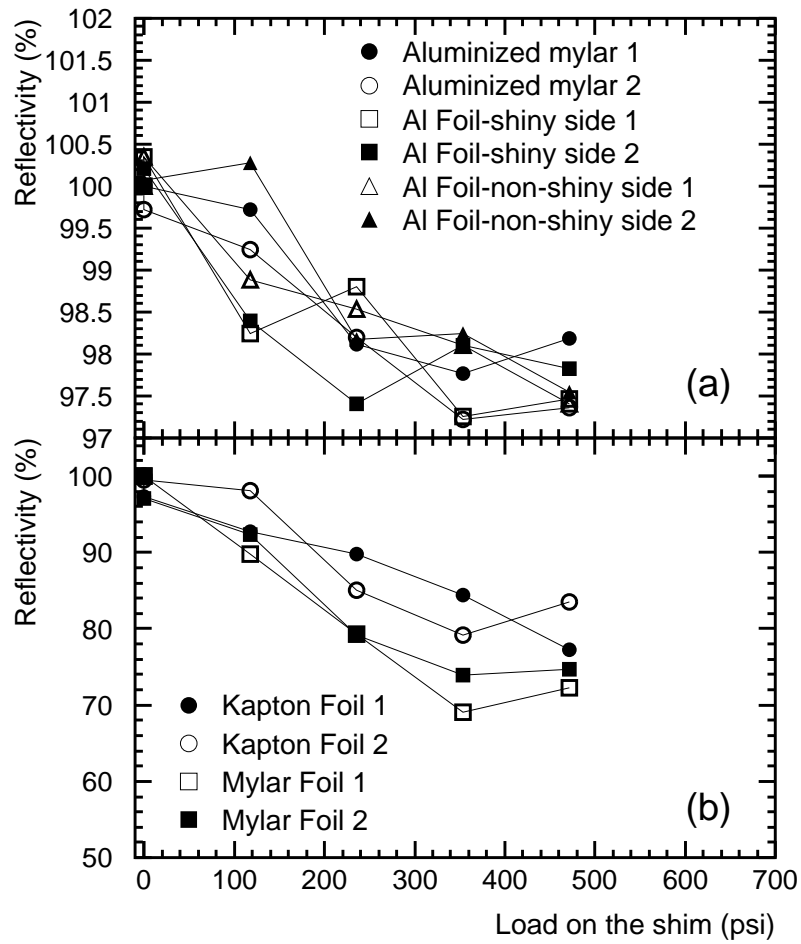 Reflectivity (%)
102
101.5
101
100.5
100
99.5
99
98.5
98
97.5
97
Aluminized mylar 1
Aluminized mylar 2
Al Foil-shiny side 1
Al Foil-shiny side 2
Al Foil-non-shiny side 1
Al Foil-non-shiny side 2
(a)
Reflectivity (%)
100
90
80
70
60
50
Kapton Foil 1
Kapton Foil 2
Mylar Foil 1
Mylar Foil 2
(b)
0 100 200 300 400 500 600 700
Load on the shim (psi)